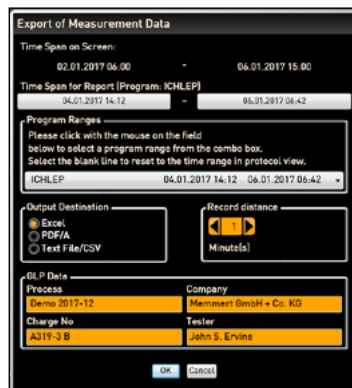 Export of Measurement Data
Time Span on Screen:
02.01.2017 06.00 - 06.01.2017 15:00
Time Span for Report (Program: ICHLEP)
04.01.2017 14:12 - 06.01.2017 06:42
Program Ranges
Please click with the mouse on the field
below to select a program range from the combo box.
Select the blank line to reset to the time range in protocol view.
ICHLEP 04.01.2017 14:12 06.01.2017 06:42
Output Destination
Excel
PDF/A
Text File/CSV
Record distance
1
Minute[s]
GLP Data
Process
Demo 2017-12
Company
Memmert GmbH + Co. KG
Charge No
A319-3 B
Tester
John S. Ervine
OK
Cancel